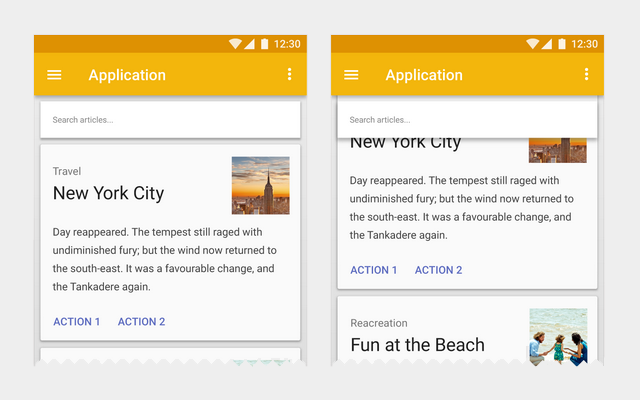 12:30
Application
Search articles...
Travel
New York City
Day reappeared. The tempest still raged with
undiminished fury; but the wind now returned to
the south-east. It was a favourable change, and
the Tankadere again.
ACTION 1 ACTION 2
12:30
Application
Search articles...
New York City
Day reappeared. The tempest still raged with
undiminished fury; but the wind now returned to
the south-east. It was a favourable change, and
the Tankadere again.
ACTION 1 ACTION 2
Reacreation
Fun at the Beach